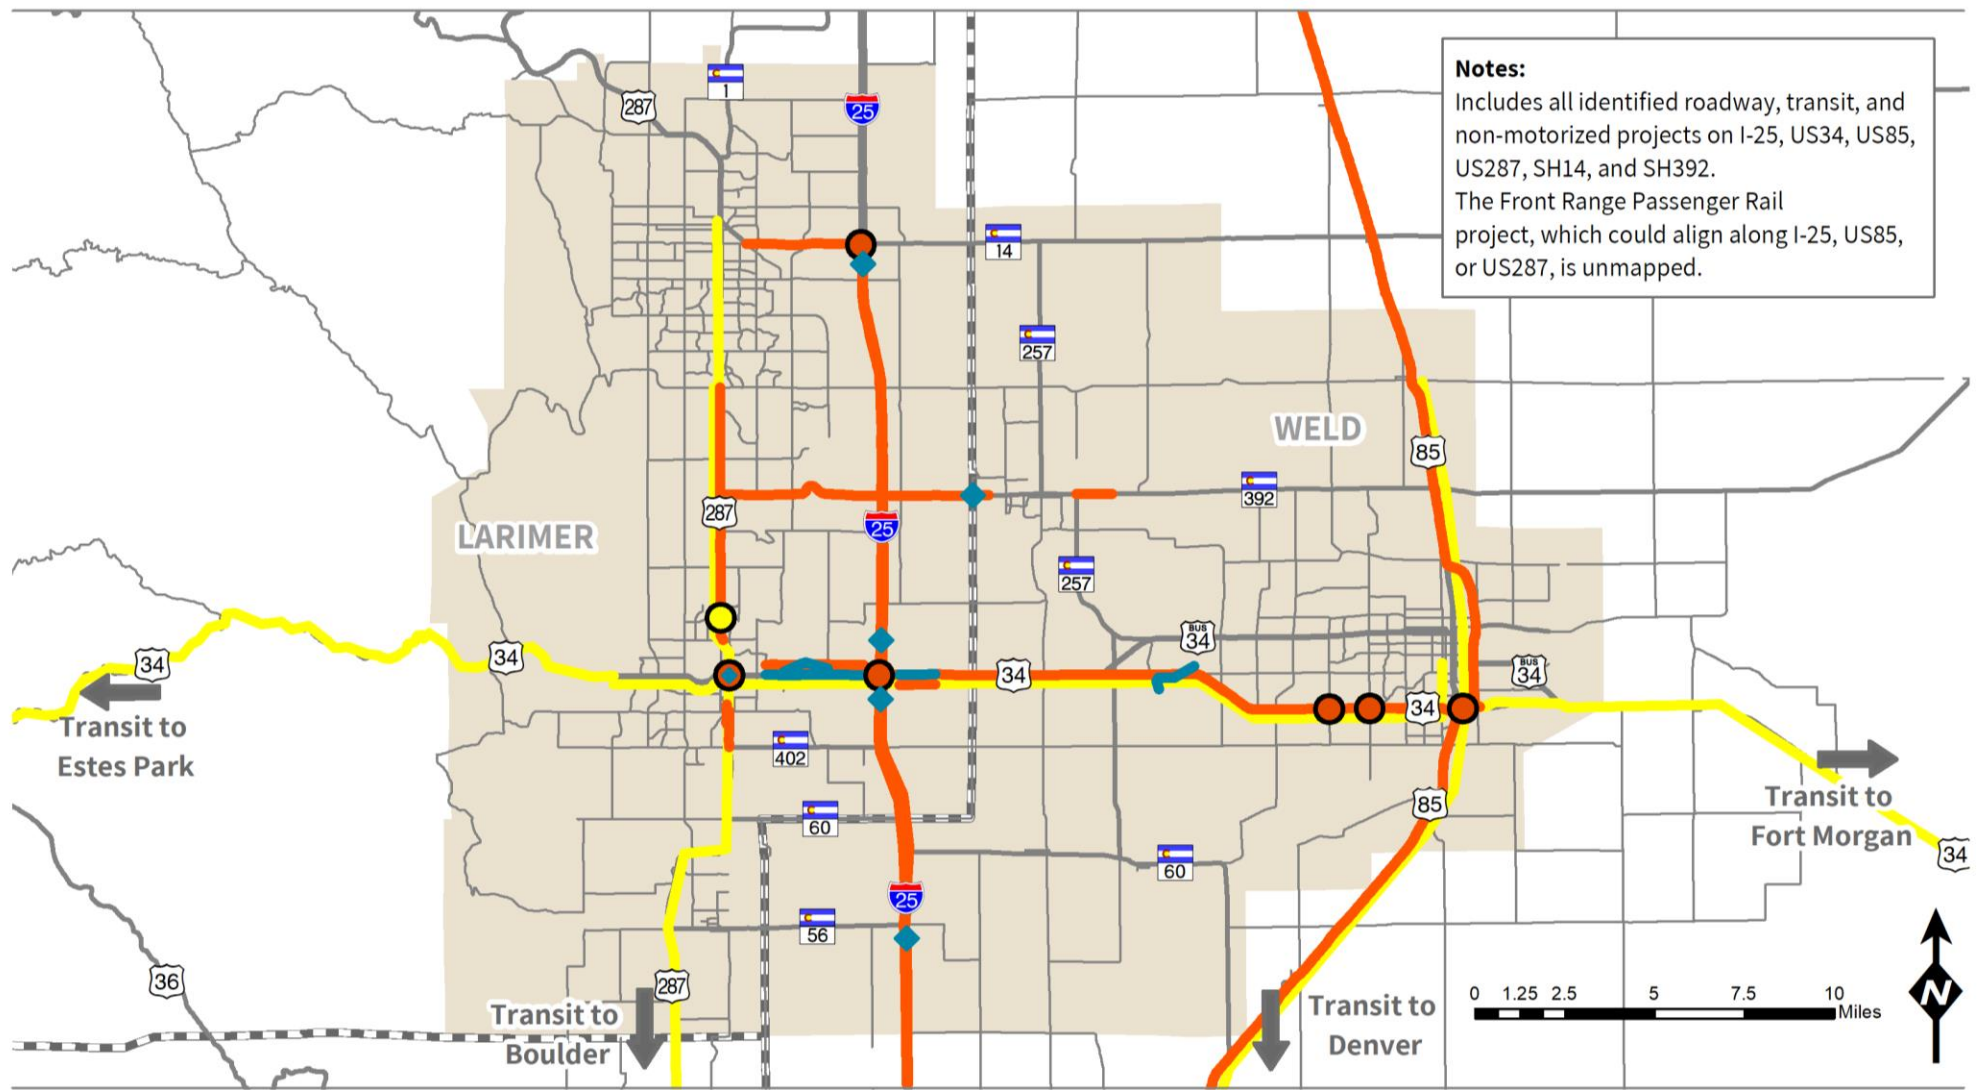 Notes:
Includes all identified roadway, transit, and
non-motorized projects on I-25, US34, US85,
US287, SH14, and SH392.
The Front Range Passenger Rail
project, which could align along I-25, US85,
or US287, is unmapped.
1
287
25
14
257
WELD
85
392
287
25
LARIMER
257
BUS
34
34
34
34
BUS
34
34
Transit to
Estes Park
402
Transit to
Fort Morgan
85
60
34
60
25
56
36
287
Transit to
Boulder
Transit to
Denver
0 1.25 2.5 5 7.5 10
Miles
N